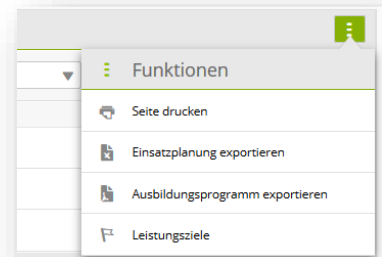 Funktionen
Seite drucken
Einsatzplanung exportieren
Ausbildungsprogramm exportieren
Leistungsziele